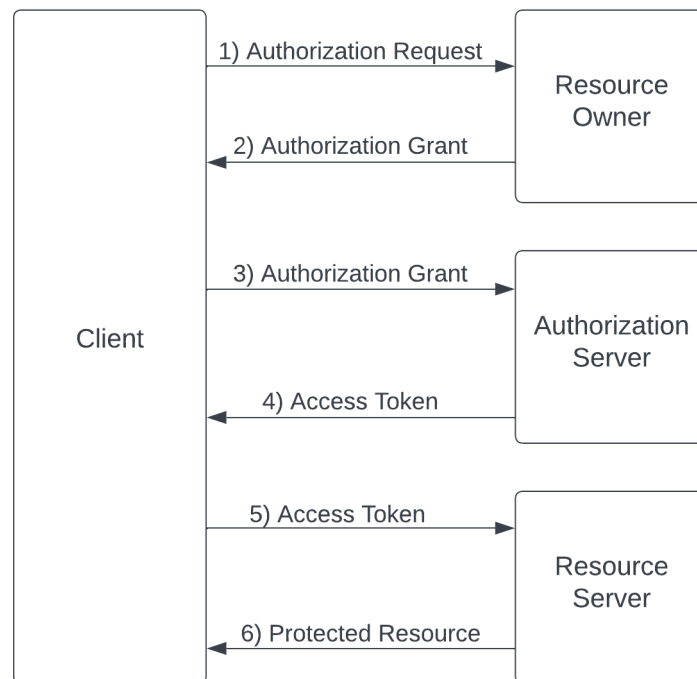 1) Authorization Request
Resource
Owner
2) Authorization Grant
3) Authorization Grant
Client
Authorization
Server
4) Access Token
5) Access Token
Resource
Server
6) Protected Resource